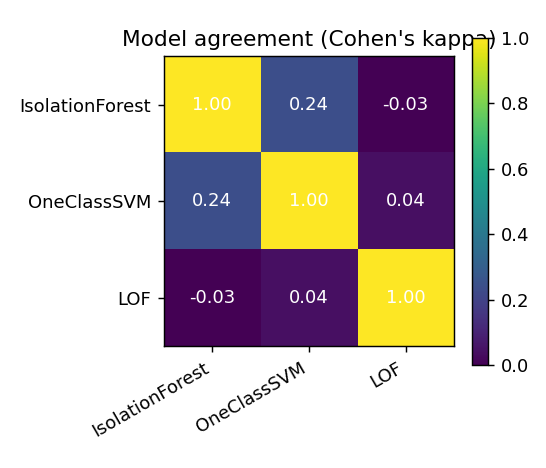 Model agreement (Cohen's kappa)
IsolationForest
1.00
0.24
-0.03
OneClassSVM
0.24
1.00
0.04
LOF
-0.03
0.04
1.00
IsolationForest
OneClassSVM
LOF
1.0
0.8
0.6
0.4
0.2
0.0